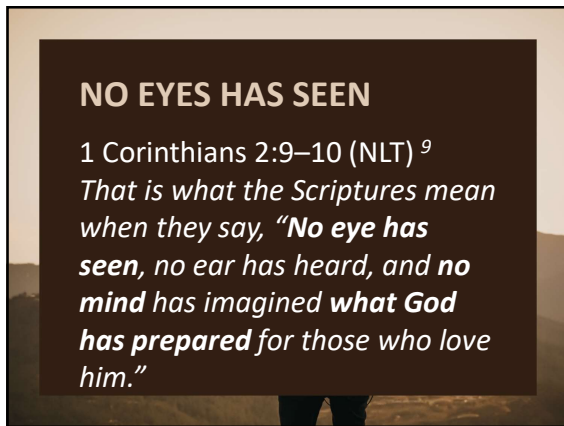 NO EYES HAS SEEN
1 Corinthians 2:9–10 (NLT) 9
That is what the Scriptures mean
when they say, “No eye has
seen, no ear has heard, and no
mind has imagined what God
has prepared for those who love
him.”